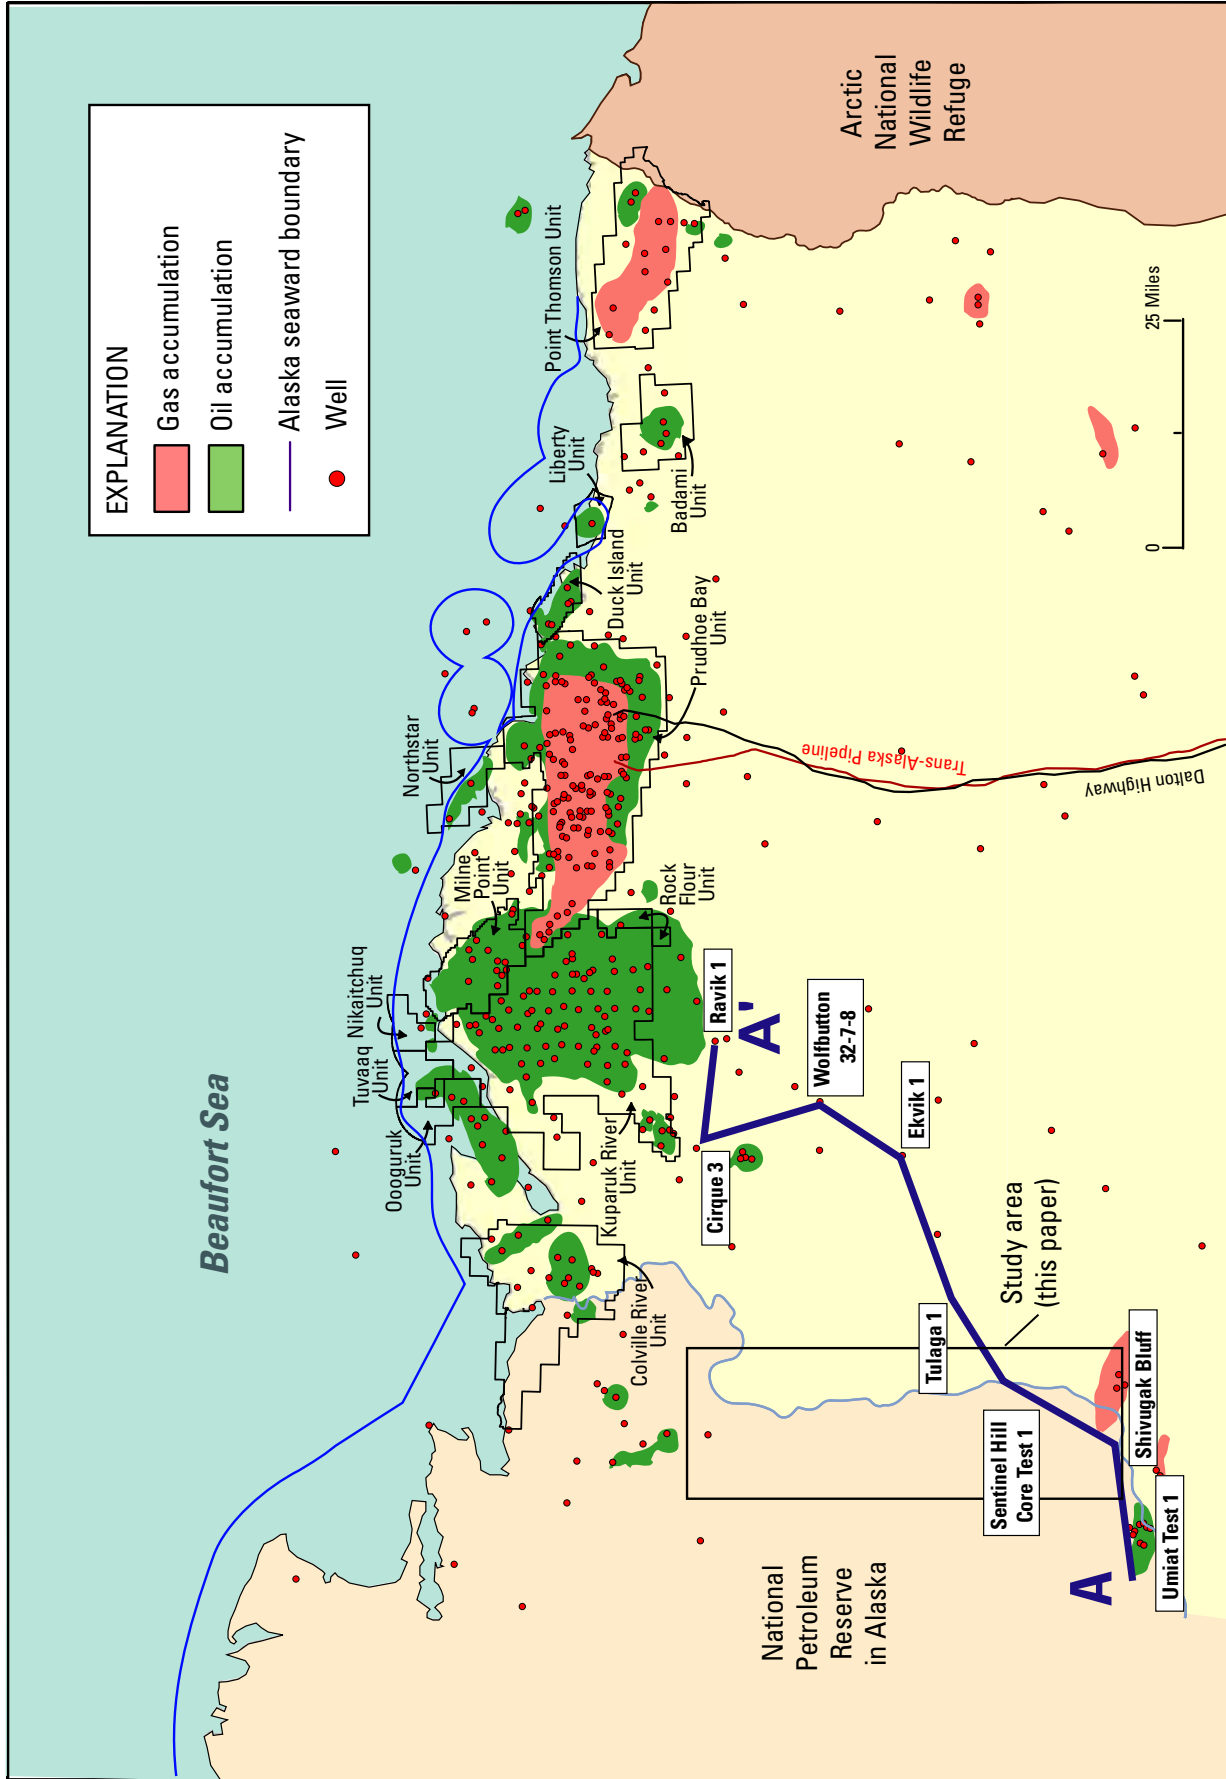 EXPLANATION
Gas accumulation
Oil accumulation
Alaska seaward boundary
Well
Beaufort Sea
Tuvaaq
Unit
Nikaitchuq
Unit
Oooguruk
Unit
Milne
Point
Unit
Northstar
Unit
Liberty
Unit
Point Thomson Unit
Duck Island
Unit
Badami
Unit
Prudhoe Bay
Unit
Rock
Flour
Unit
Kuparuk River
Unit
Colville River
Unit
Arctic
National
Wildlife
Refuge
Trans-Alaska Pipeline
Dalton Highway
0
25 Miles
Ravik 1
A'
Cirque 3
Wolfbutton
32-7-8
Ekvik 1
Tulaga 1
Study area
(this paper)
Sentinel Hill
Core Test 1
Shivugak Bluff
Umiat Test 1
A
National
Petroleum
Reserve
in Alaska